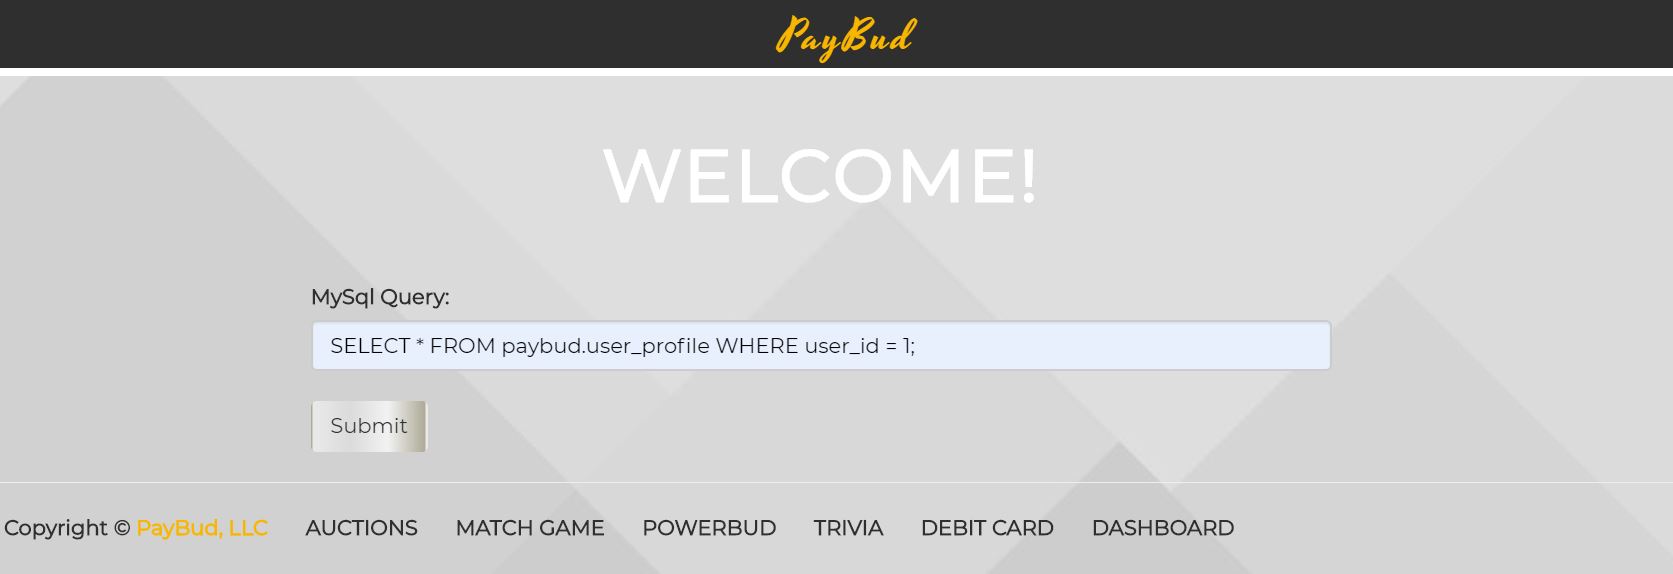 PayBud
WELCOME!
MySql Query:
SELECT * FROM paybud.user_profile WHERE user_id = 1;
Submit
Copyright © PayBud, LLC AUCTIONS MATCH GAME POWERBUD TRIVIA DEBIT CARD DASHBOARD